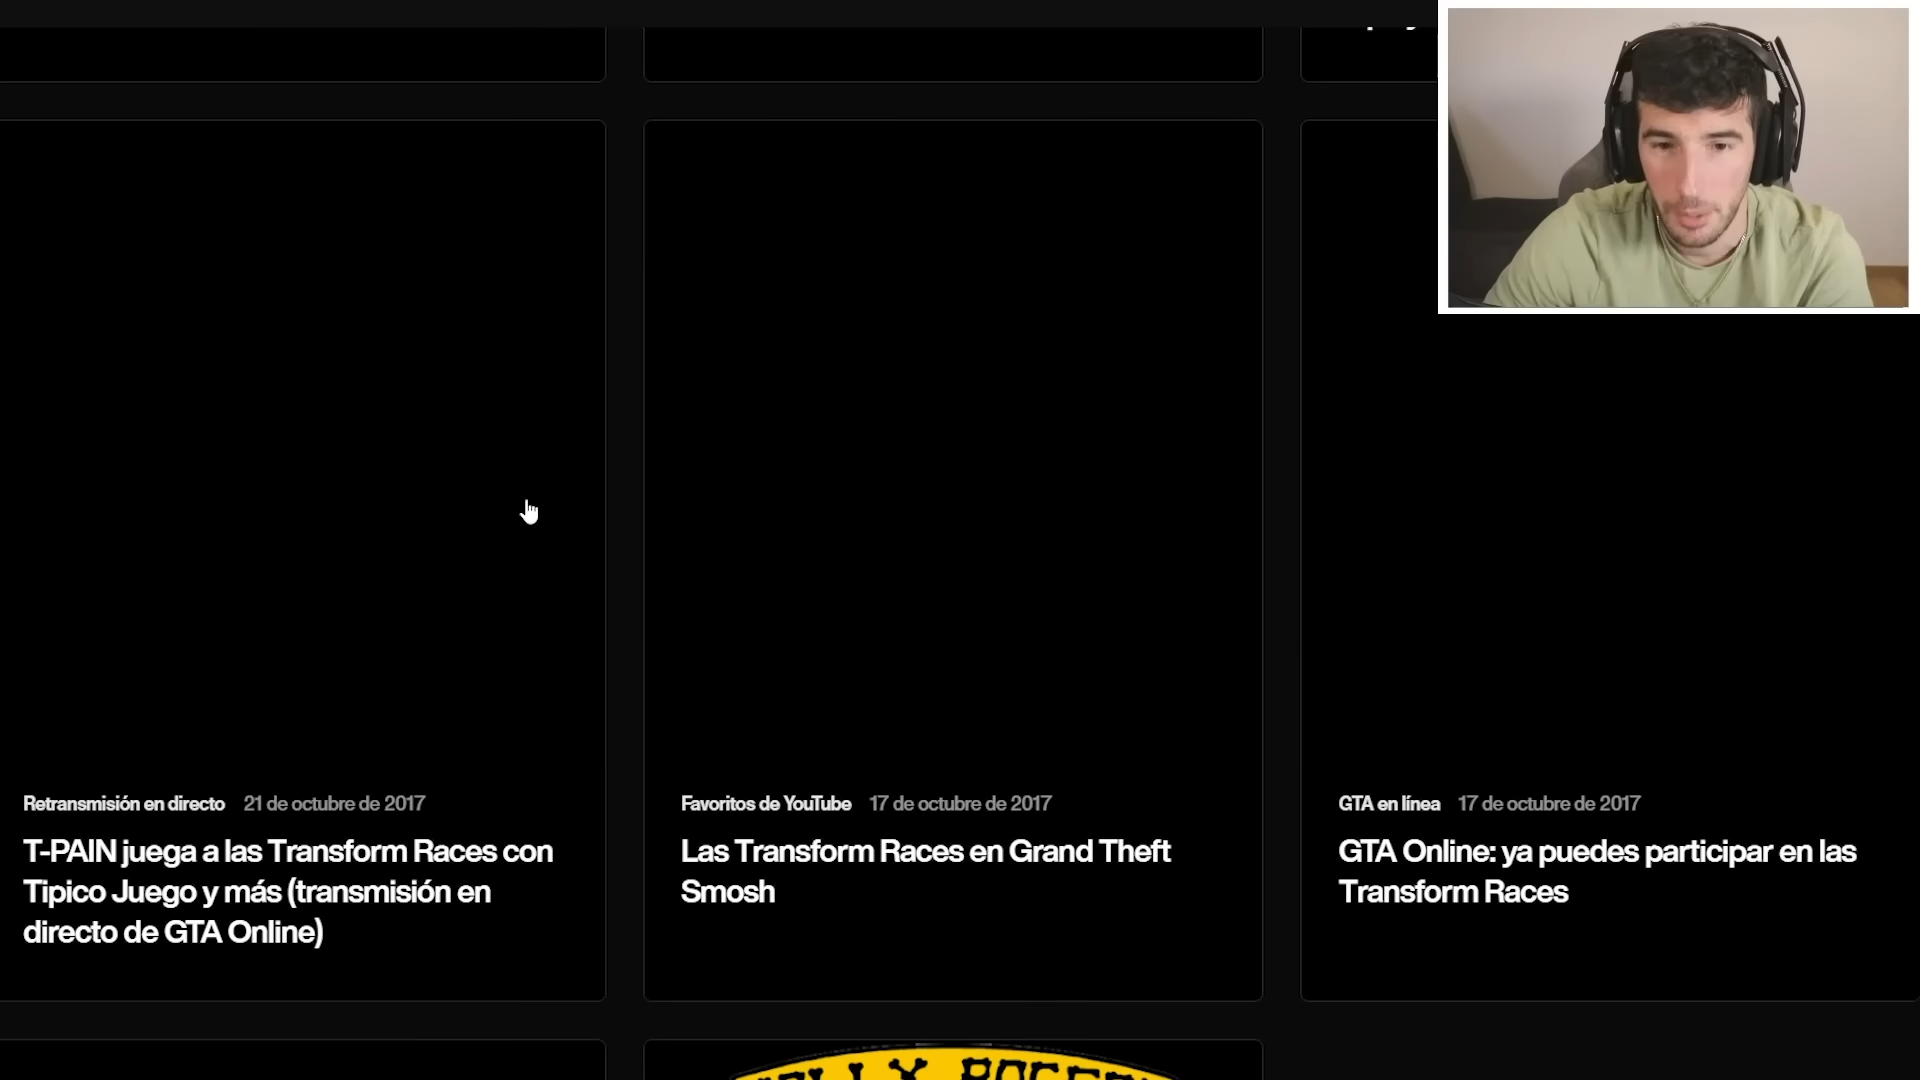 Retransmisión en directo 21 de octubre de 2017
T-PAIN juega a las Transform Races con
Tipico Juego y más (transmisión en
directo de GTA Online)
Favoritos de YouTube 17 de octubre de 2017
Las Transform Races en Grand Theft
Smosh
GTA en línea 17 de octubre de 2017
GTA Online: ya puedes participar en las
Transform Races